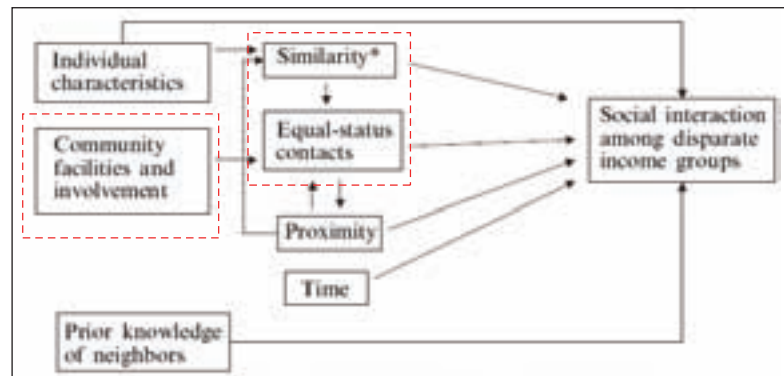 Individual
characteristics
Similarity*
Community
facilities and
involvement
Equal-status
contacts
Social interaction
among disparate
income groups
Proximity
Time
Prior knowledge
of neighbors